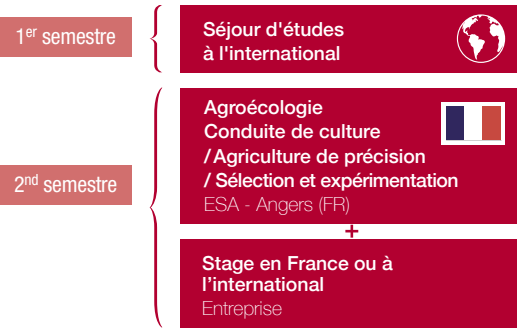 1er semestre
Séjour d'études
à l'international
2nd semestre
Agroécologie
Conduite de culture
/Agriculture de précision
/ Sélection et expérimentation
ESA - Angers (FR)
+
Stage en France ou à
l'international
Entreprise